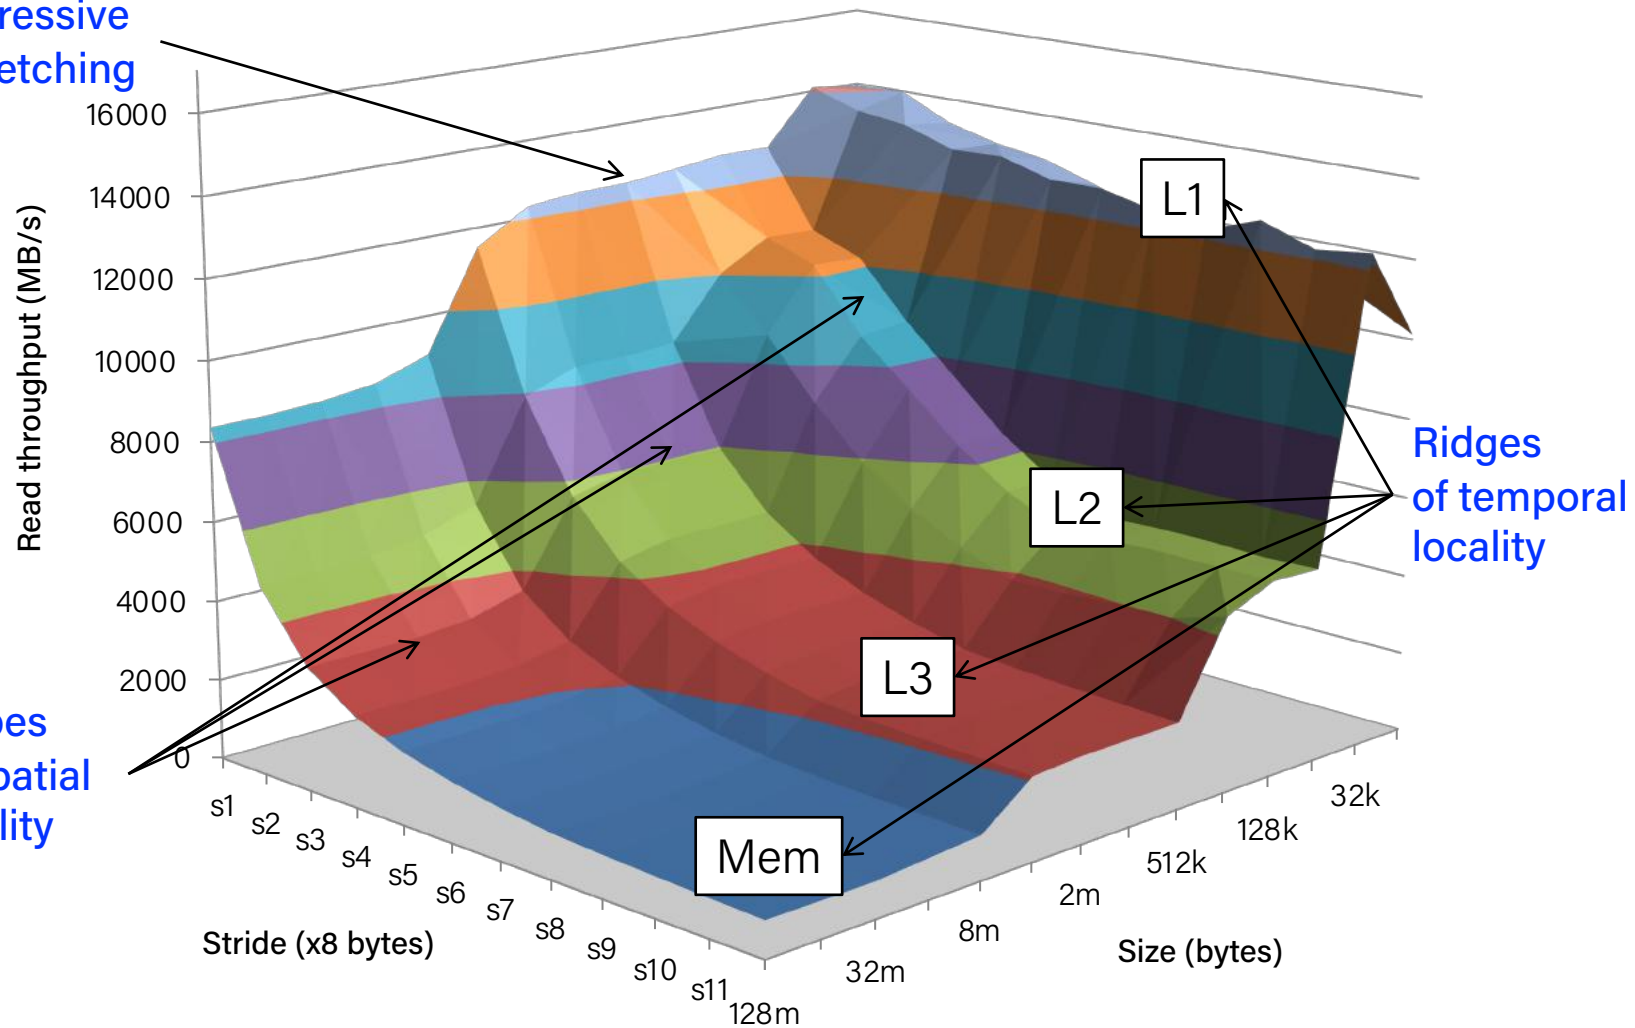 ressive
etching
16000
14000
12000
10000
8000
6000
4000
2000
0
Read throughput (MB/s)
L1
L2
L3
Mem
Ridges
of temporal
locality
es
patial
lity
s1
s2
s3
s4
s5
s6
s7
s8
s9
s10
s11
Stride (x8 bytes)
128m
32m
8m
2m
512k
128k
32k
Size (bytes)